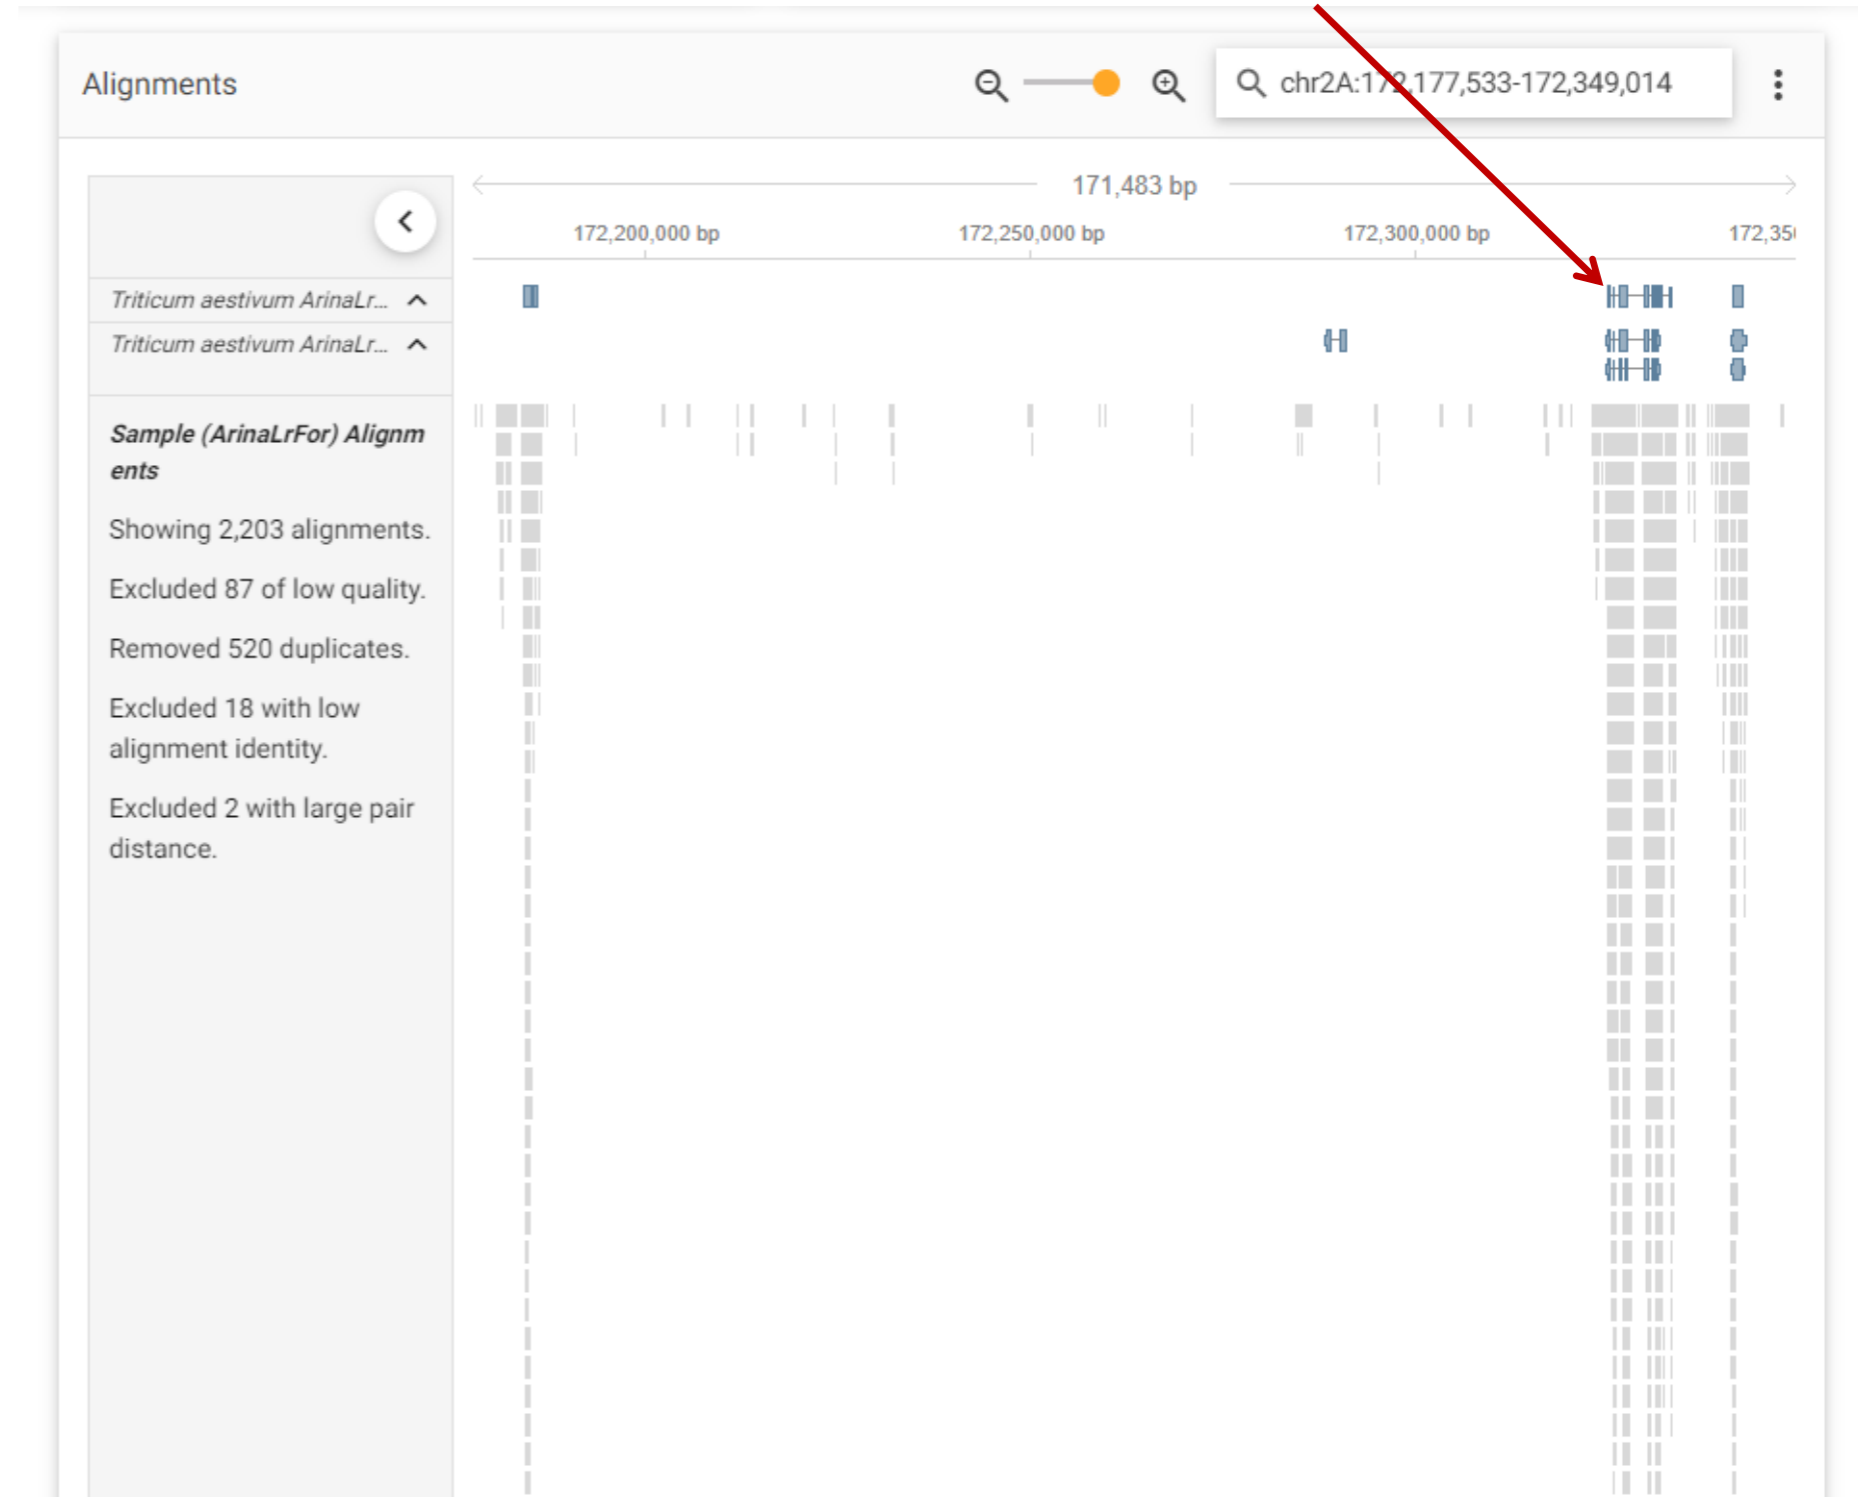 Alignments
chr2A:172,177,533-172,349,014
171,483 bp
172,200,000 bp
172,250,000 bp
172,300,000 bp
172,35
Triticum aestivum ArinaLr...
Triticum aestivum ArinaLr...
Sample (ArinaLrFor) Alignm
ents
Showing 2,203 alignments.
Excluded 87 of low quality.
Removed 520 duplicates.
Excluded 18 with low
alignment identity.
Excluded 2 with large pair
distance.